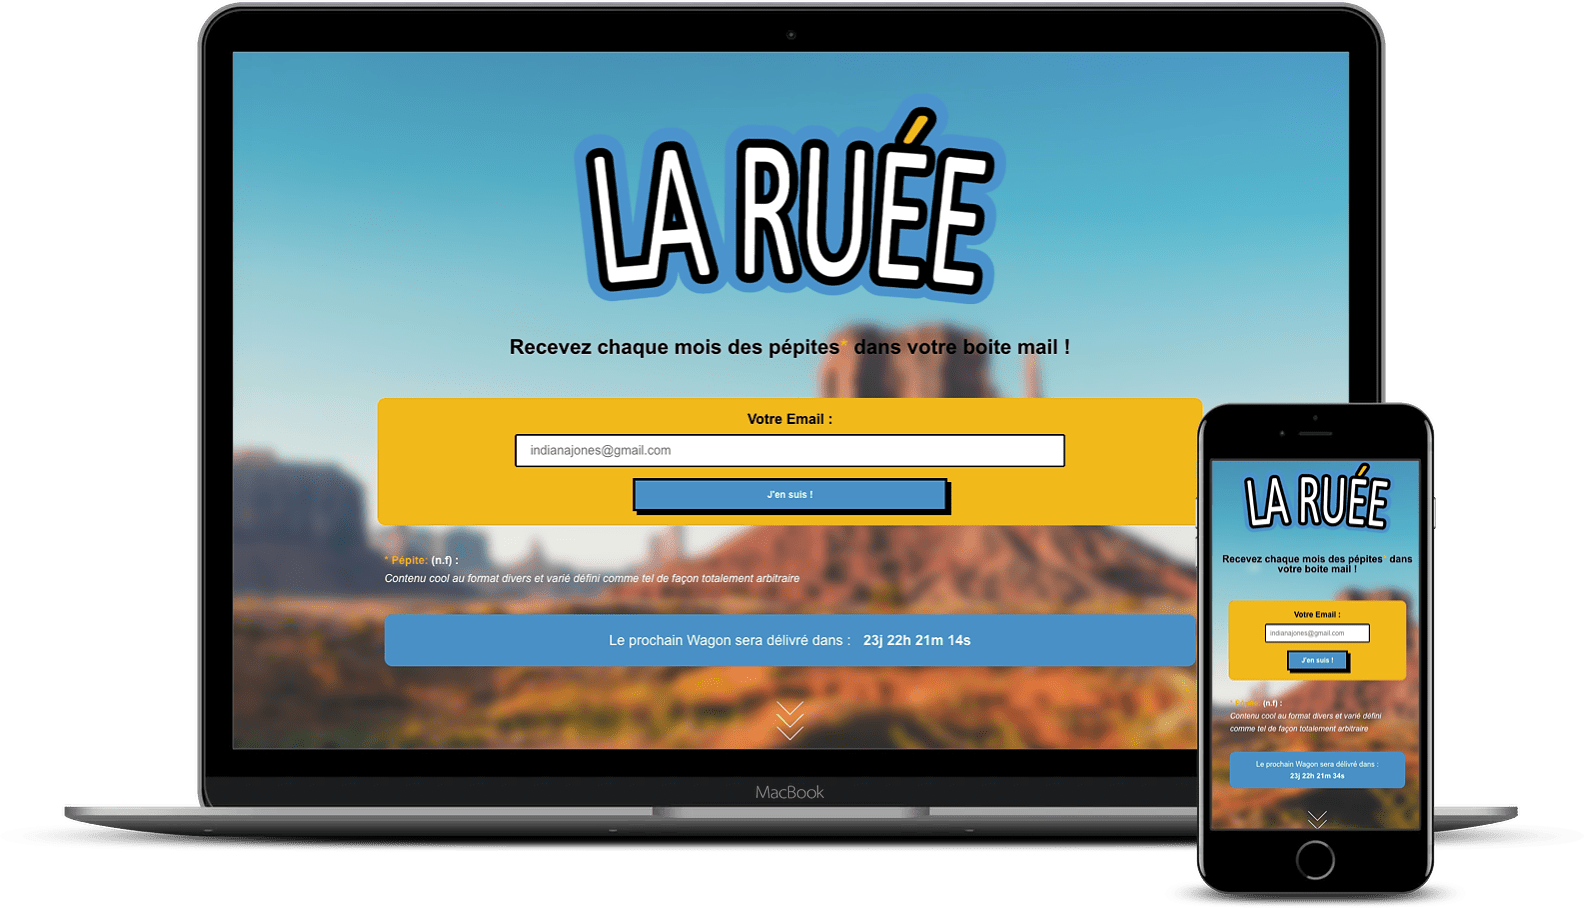 LA RUÉE
Recevez chaque mois des pépites* dans votre boite mail !
Votre Email :
indianajones@gmail.com
J'en suis !
* Pépite: (n.f) :
Contenu cool au format divers et varié défini comme tel de façon totalement arbitraire
Le prochain Wagon sera délivré dans : 23j 22h 21m 14s
MacBook
LA RUÉE
Recevez chaque mois des pépites* dans
votre boite mail !
Votre Email :
indianajones@gmail.com
J'en suis !
* Pépite: (n.f) :
Contenu cool au format divers et varié défini
comme tel de façon totalement arbitraire
Le prochain Wagon sera délivré dans :
23j 22h 21m 14s